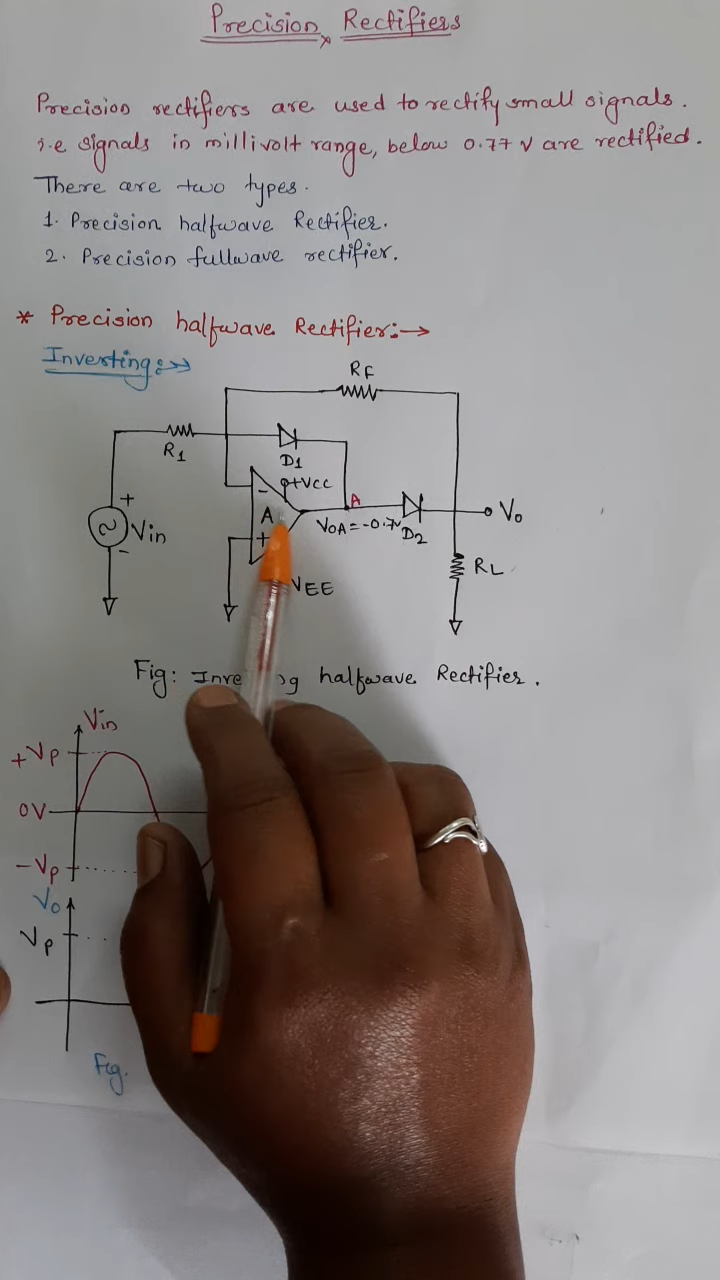 Precision Rectifiers
Precision rectifiers are used to rectify small signals.
i.e signals in millivolt range, below 0.77 V are rectified.
There are two types.
1. Precision halfwave Rectifier.
2. Precision fullwave rectifier.
* Precision halfwave Rectifier:→
Inverting:→
RF
R1
D1
+VCC
-
A
+
A
VOA = -0.7V
D2
Vo
+
Vin
-
RL
VEE
Fig: halfwave Rectifier.
Vin
+Vp
0V
-Vp
Vo
Vp
Fig.